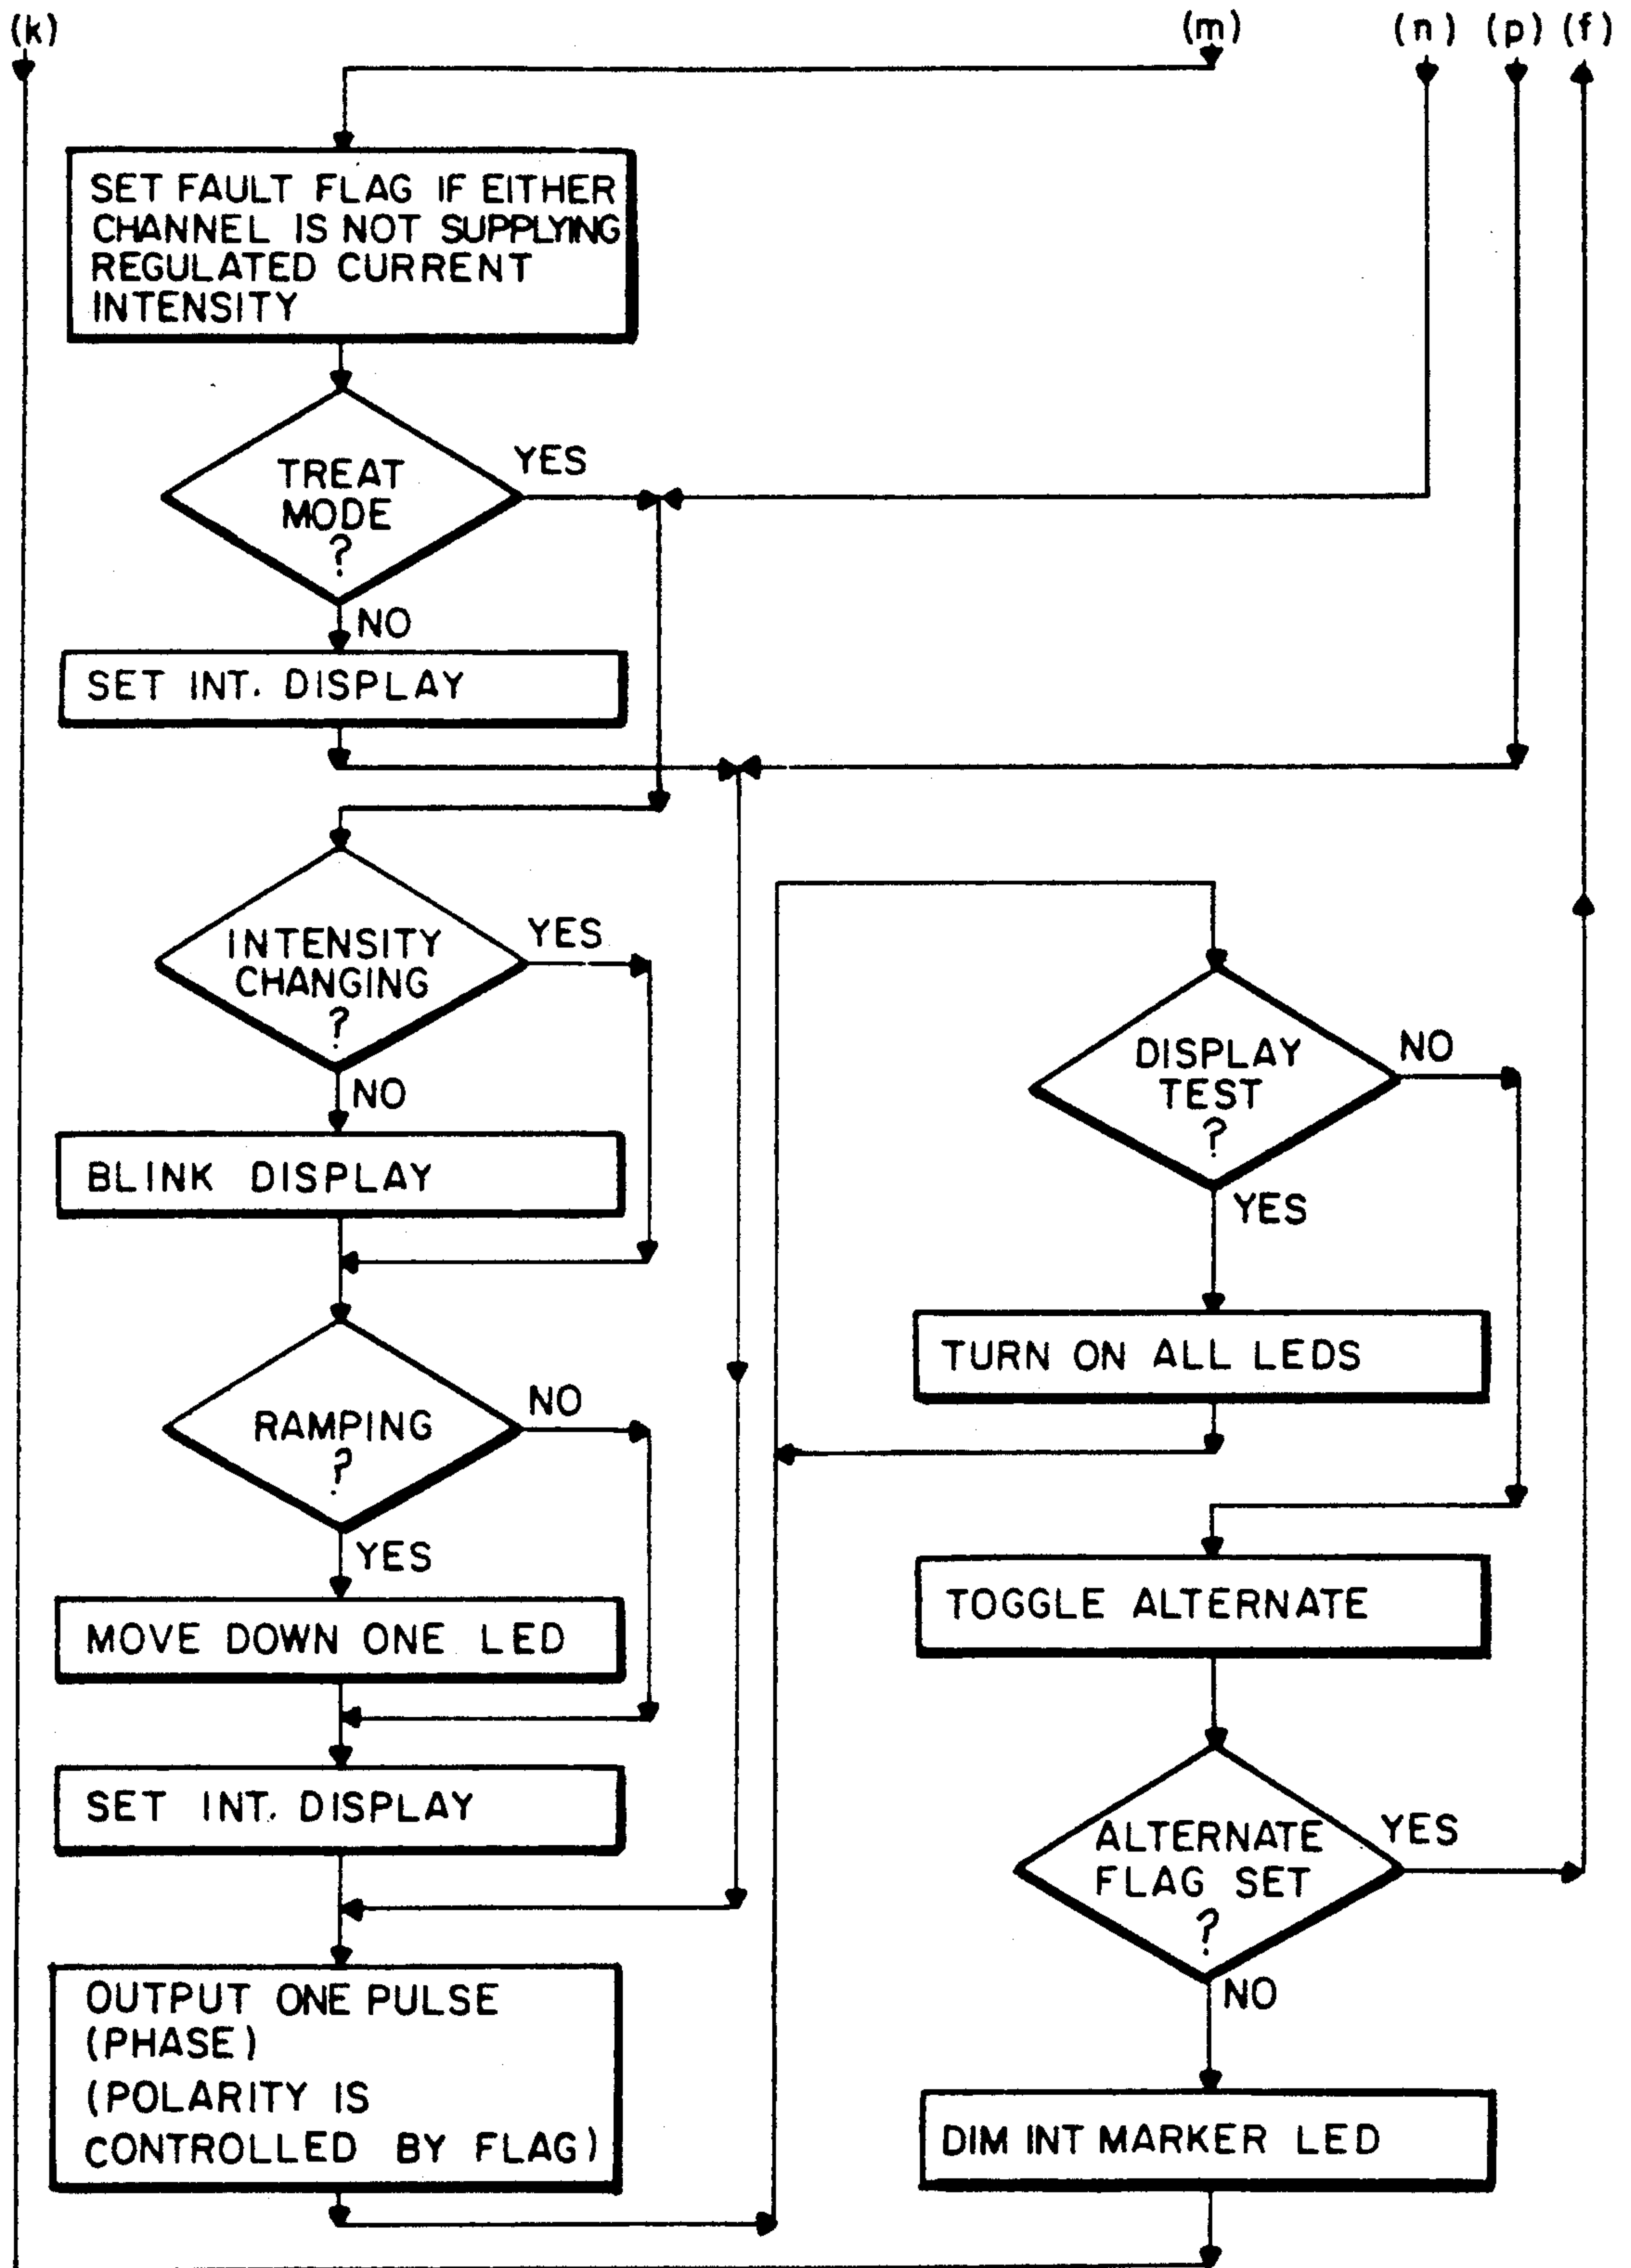 (k)
(m)
(n)
(p)
(f)
SET FAULT FLAG IF EITHER
CHANNEL IS NOT SUPPLYING
REGULATED CURRENT
INTENSITY
TREAT
MODE
?
YES
NO
SET INT. DISPLAY
INTENSITY
CHANGING
?
YES
NO
BLINK DISPLAY
RAMPING
?
NO
YES
MOVE DOWN ONE LED
SET INT. DISPLAY
OUTPUT ONE PULSE
(PHASE)
(POLARITY IS
CONTROLLED BY FLAG)
DISPLAY
TEST
?
NO
YES
TURN ON ALL LEDS
TOGGLE ALTERNATE
ALTERNATE
FLAG SET
?
YES
NO
DIM INT MARKER LED